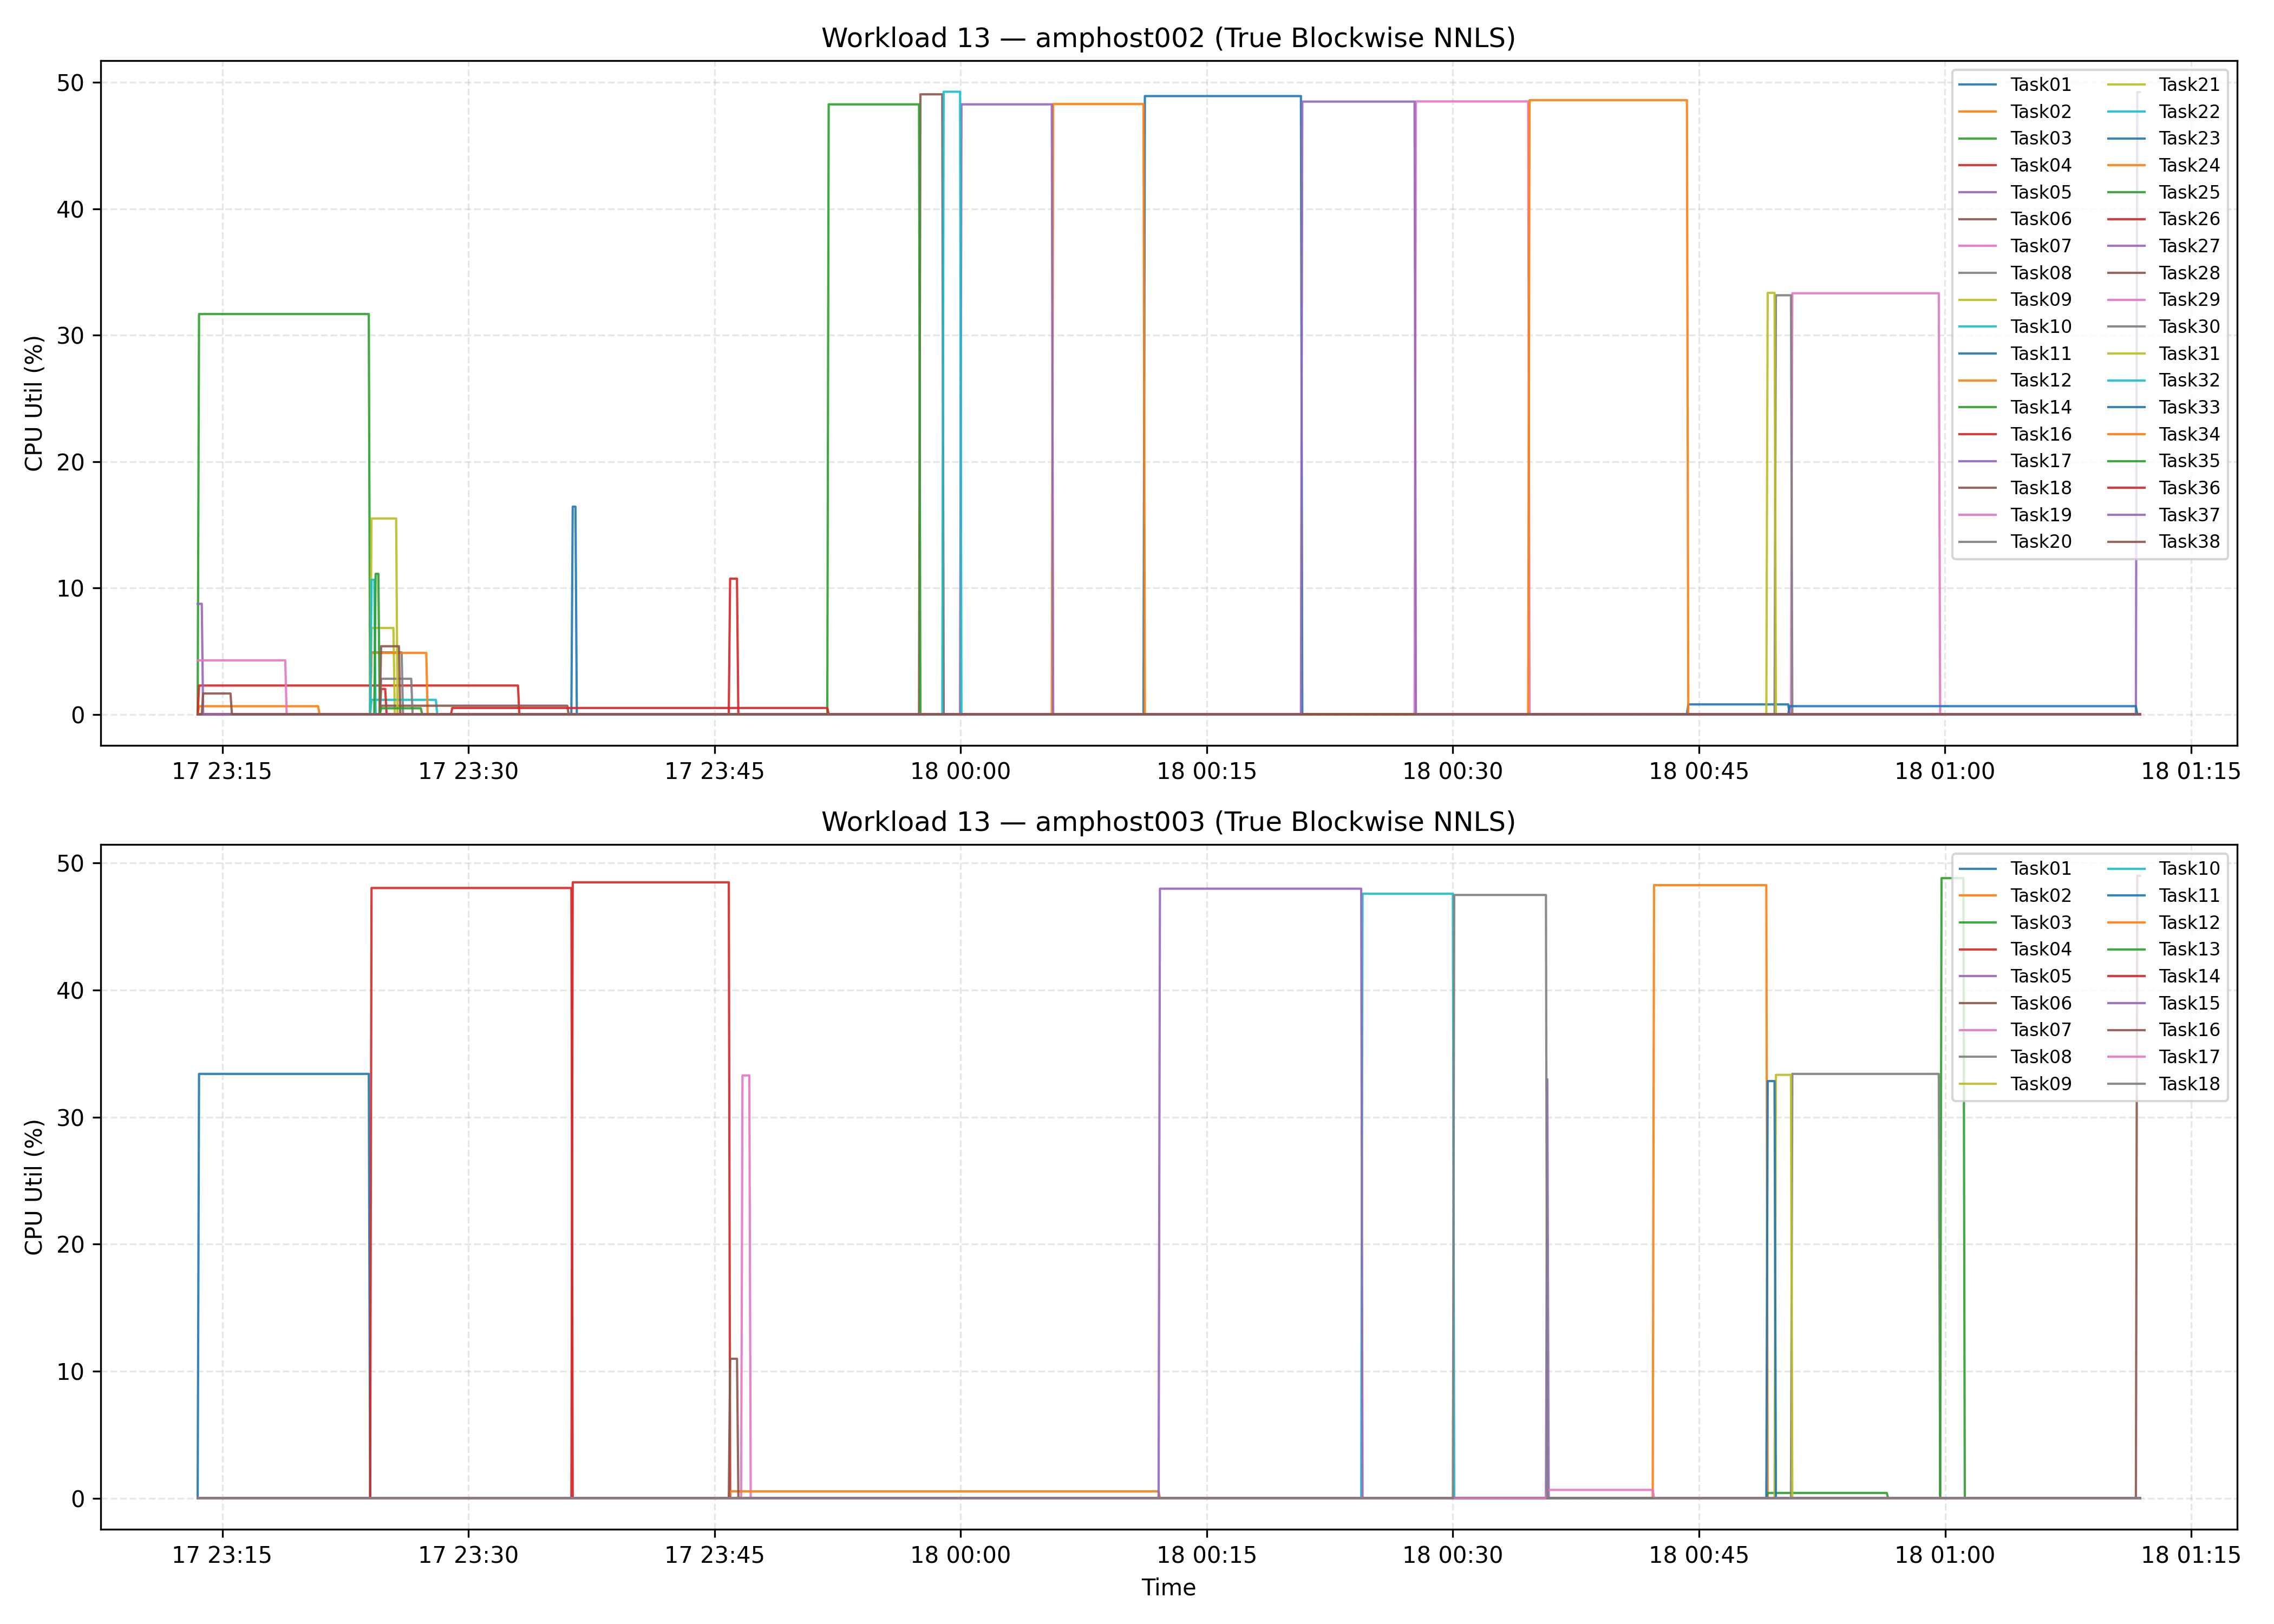 Workload 13 — amphost002 (True Blockwise NNLS)
CPU Util (%)
50
40
30
20
10
0
Task01 Task21
Task02 Task22
Task03 Task23
Task04 Task24
Task05 Task25
Task06 Task26
Task07 Task27
Task08 Task28
Task09 Task29
Task10 Task30
Task11 Task31
Task12 Task32
Task14 Task33
Task16 Task34
Task17 Task35
Task18 Task36
Task19 Task37
Task20 Task38
17 23:15 17 23:30 17 23:45 18 00:00 18 00:15 18 00:30 18 00:45 18 01:00 18 01:15
Workload 13 — amphost003 (True Blockwise NNLS)
CPU Util (%)
50
40
30
20
10
0
Task01 Task10
Task02 Task11
Task03 Task12
Task04 Task13
Task05 Task14
Task06 Task15
Task07 Task16
Task08 Task17
Task09 Task18
17 23:15 17 23:30 17 23:45 18 00:00 18 00:15 18 00:30 18 00:45 18 01:00 18 01:15
Time